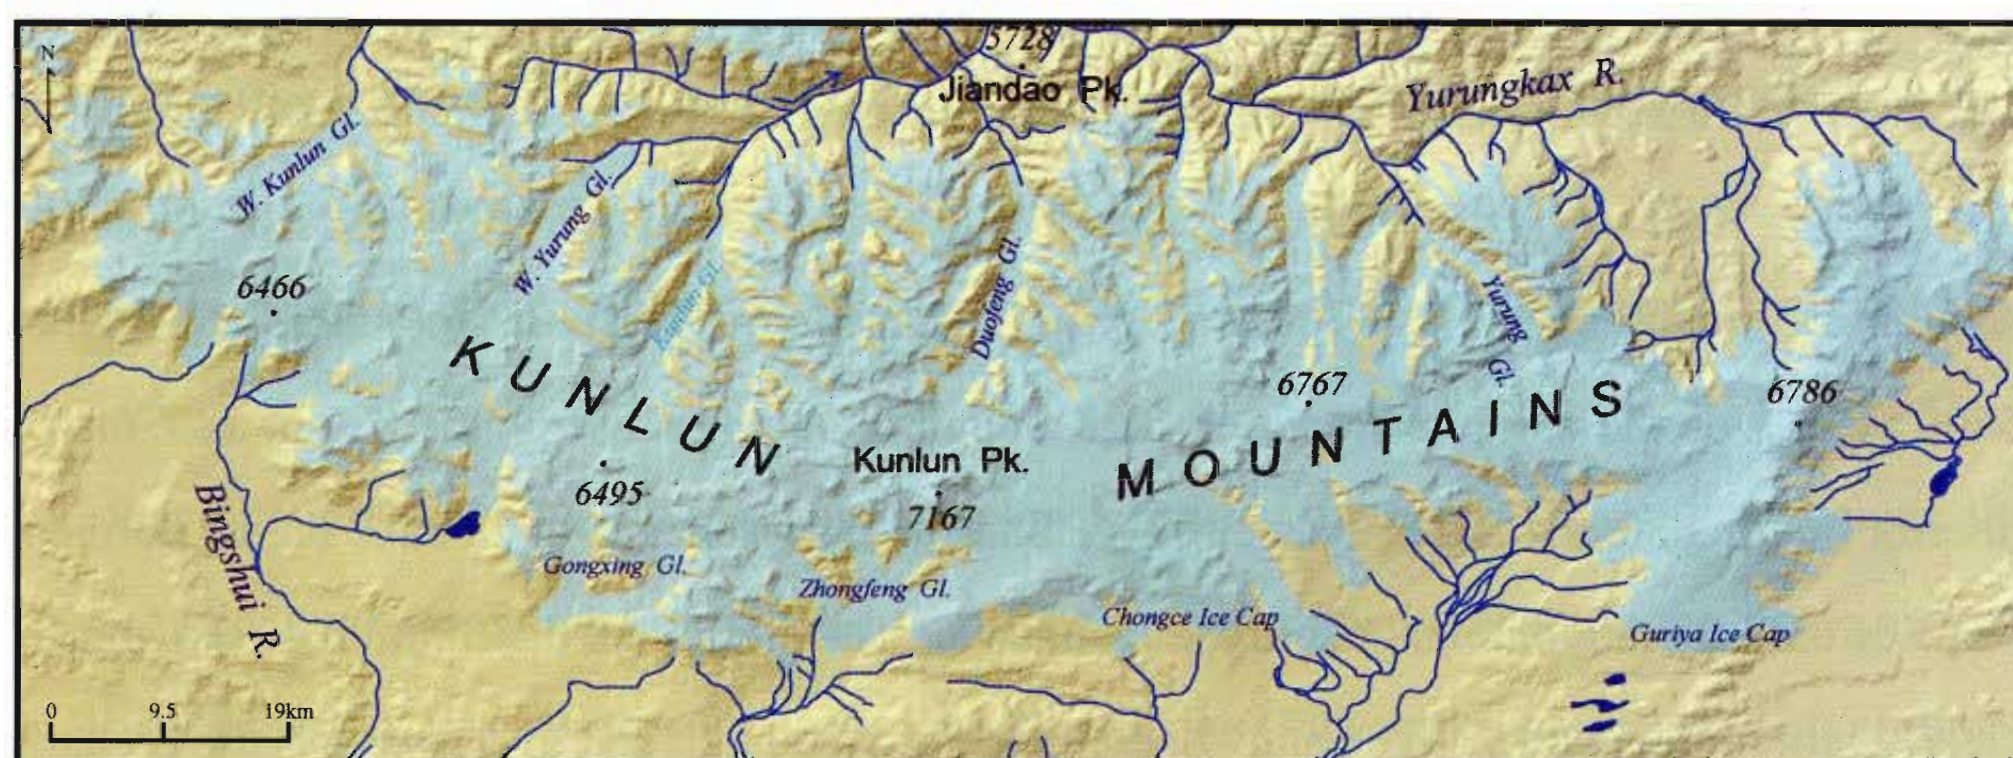 N
5728
Jiandao Pk.
Yurungkax R.
W. Kunlun Gl.
W. Yurung Gl.
Duofeng Gl.
Yurung Gl.
6466
6767
6786
KUNLUN MOUNTAINS
Kunlun Pk.
7167
6495
Bingshui R.
Gongxing Gl.
Zhongfeng Gl.
Chongce Ice Cap
Guriya Ice Cap
0 9.5 19km